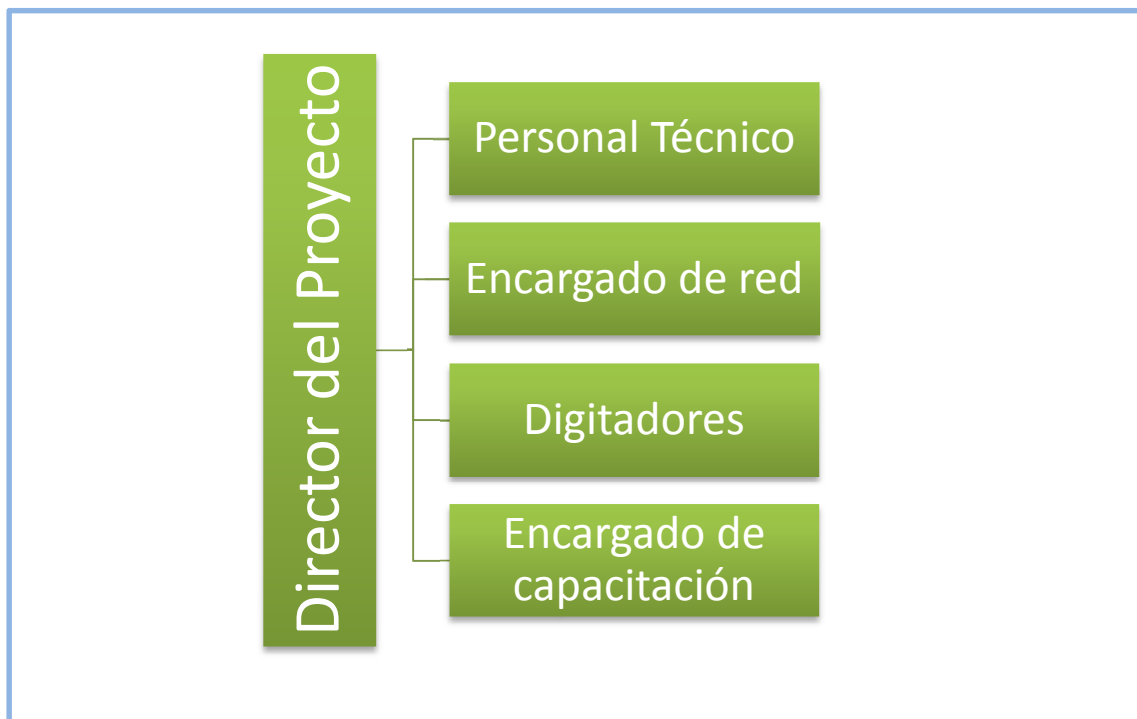 Director del Proyecto
Personal Técnico
Encargado de red
Digitadores
Encargado de
capacitación